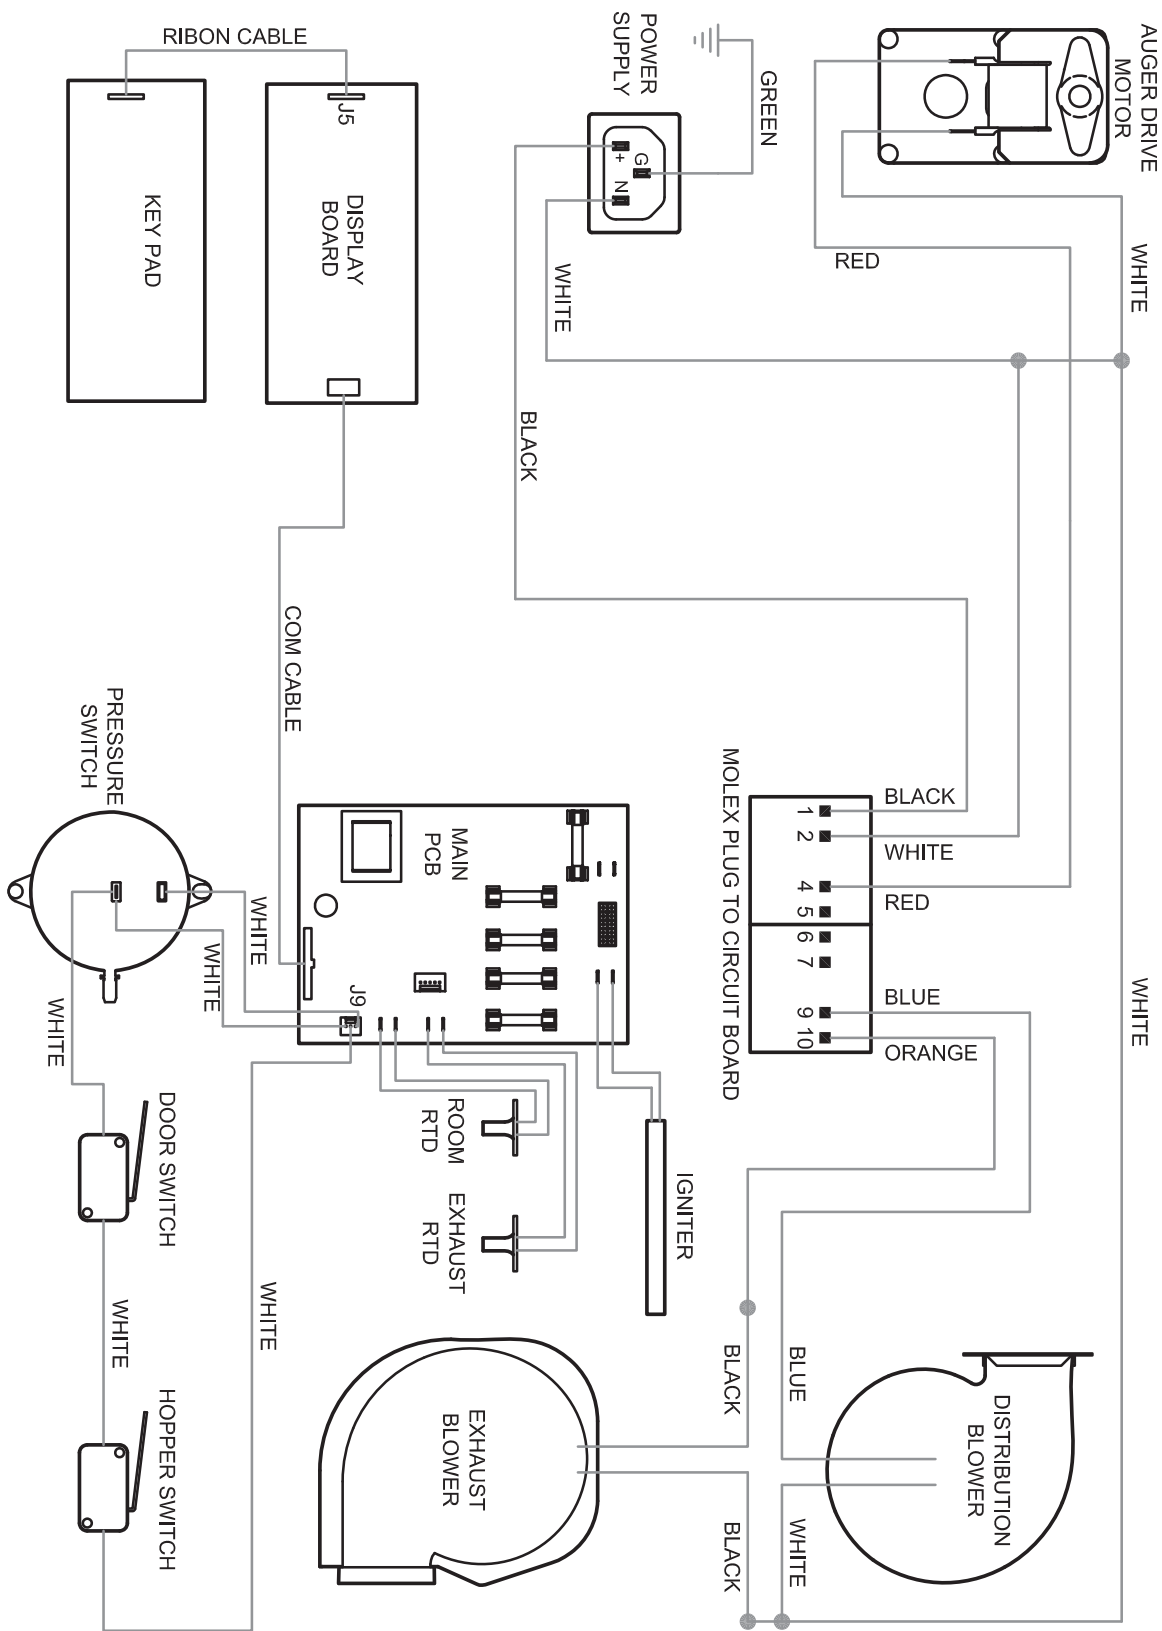 RIBON CABLE
KEY PAD
J5
DISPLAY
BOARD
POWER
SUPPLY
+
G
N
GREEN
WHITE
BLACK
AUGER DRIVE
MOTOR
RED
WHITE
COM CABLE
MOLEX PLUG TO CIRCUIT BOARD
1
2
4
5
6
7
9
10
BLACK
WHITE
RED
BLUE
ORANGE
WHITE
MAIN
PCB
J9
PRESSURE
SWITCH
WHITE
WHITE
WHITE
DOOR SWITCH
WHITE
HOPPER SWITCH
WHITE
ROOM
RTD
EXHAUST
RTD
IGNITER
EXHAUST
BLOWER
BLACK
BLACK
BLUE
WHITE
DISTRIBUTION
BLOWER